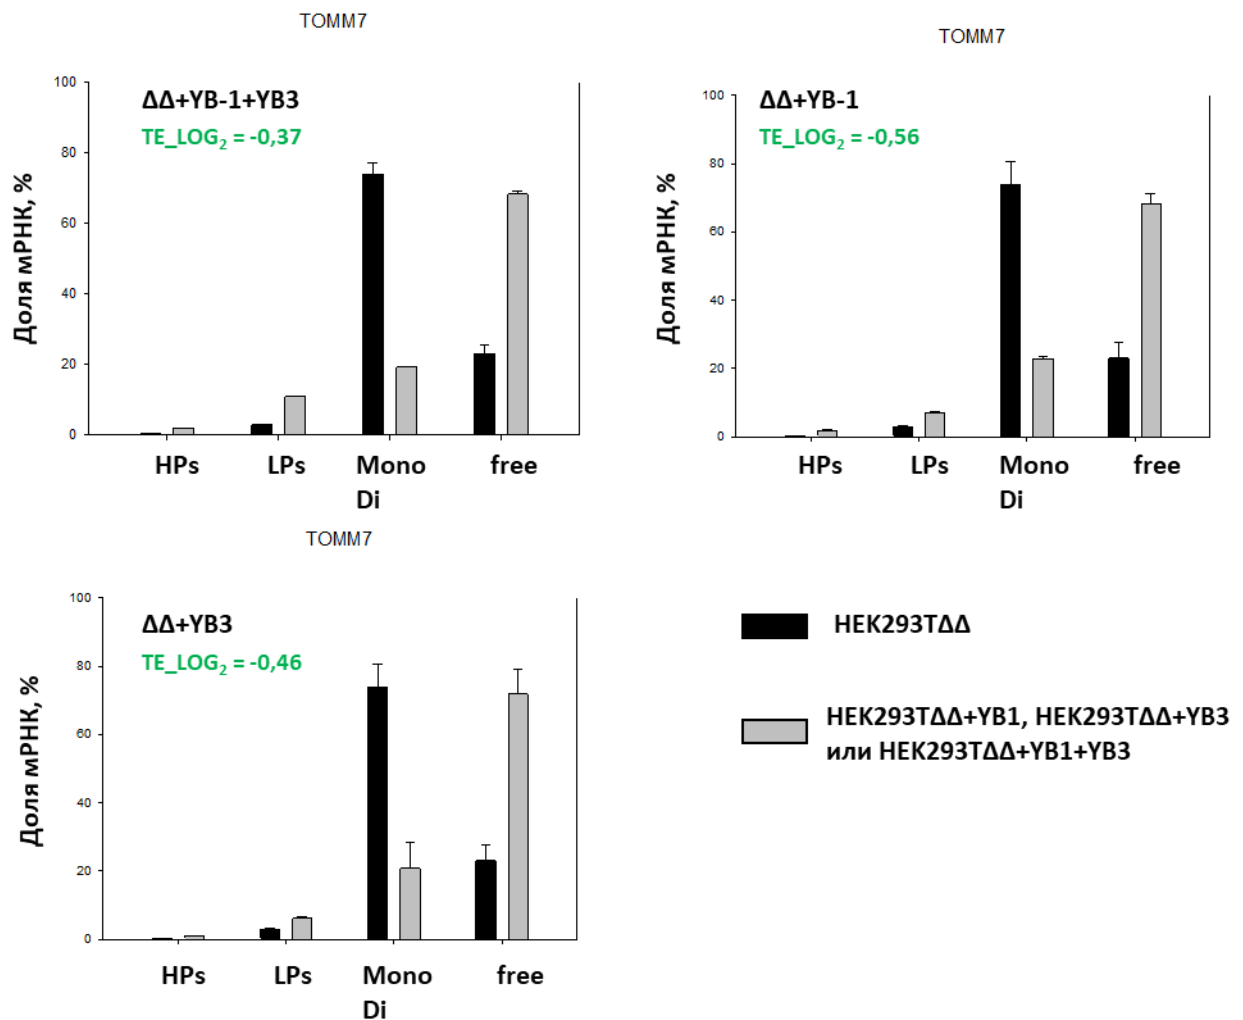 TOMM7
ΔΔ+YB-1+YB3
TE_LOG₂ = -0,37
Доля мРНК, %
100
80
60
40
20
0
HPs LPs Mono free
Di
TOMM7
ΔΔ+YB-1
TE_LOG₂ = -0,56
Доля мРНК, %
100
80
60
40
20
0
HPs LPs Mono free
Di
TOMM7
ΔΔ+YB3
TE_LOG₂ = -0,46
Доля мРНК, %
100
80
60
40
20
0
HPs LPs Mono free
Di
HEK293TΔΔ
HEK293TΔΔ+YB1, HEK293TΔΔ+YB3
или HEK293TΔΔ+YB1+YB3